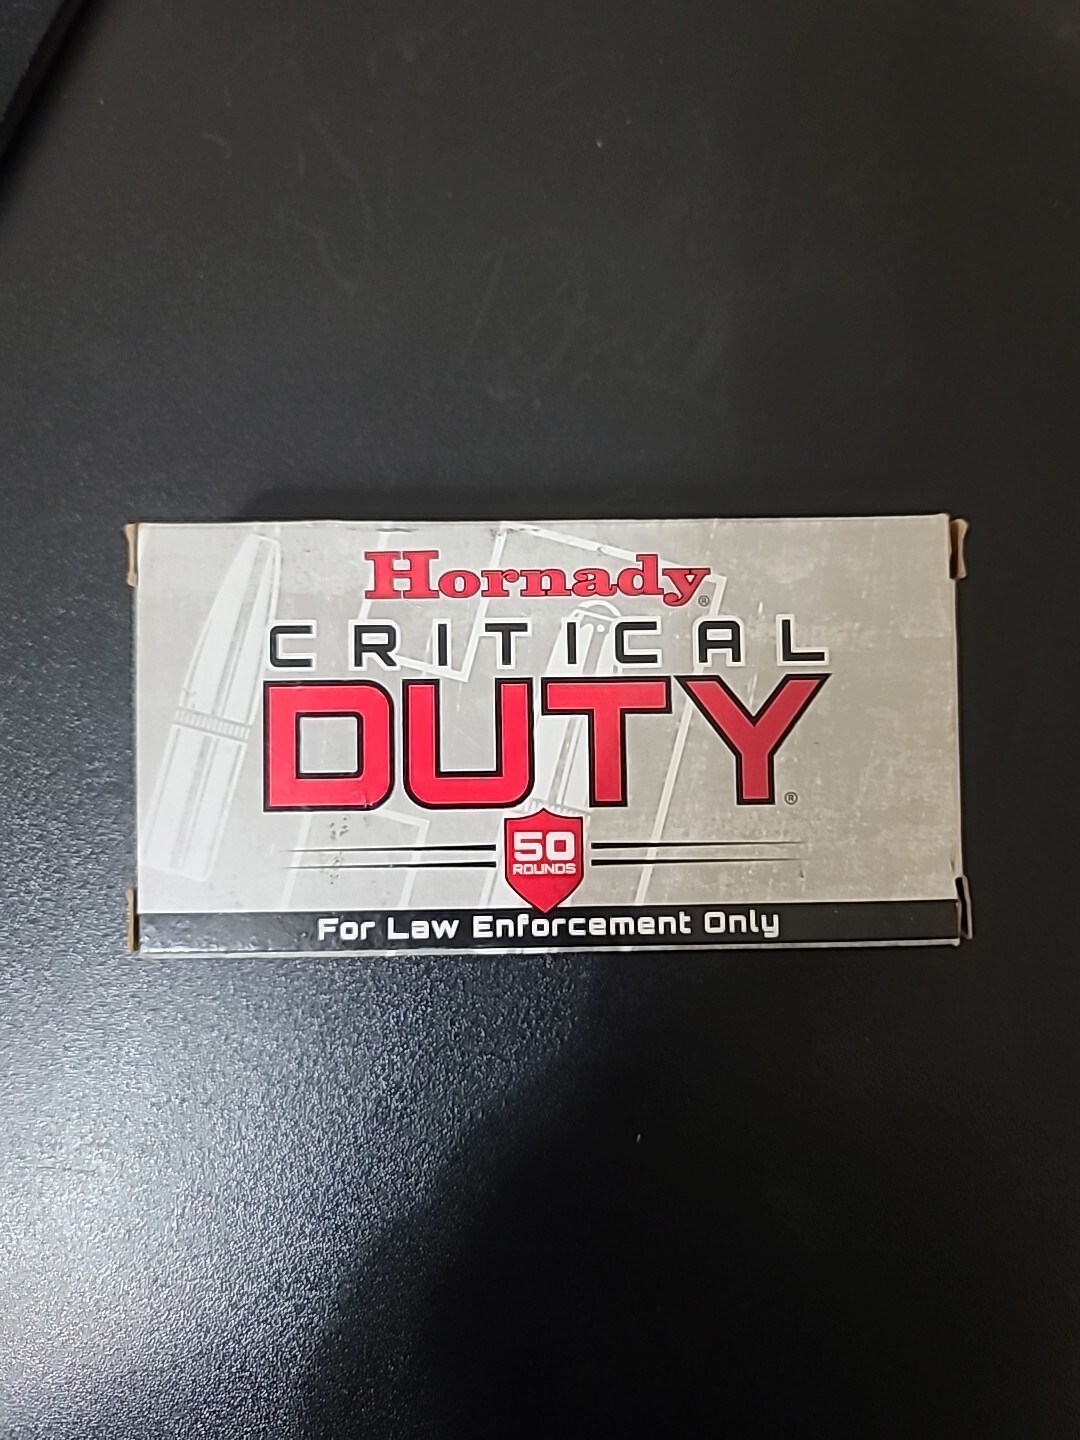 Hornady®
CRITICAL
DUTY®
50
ROUNDS
For Law Enforcement Only